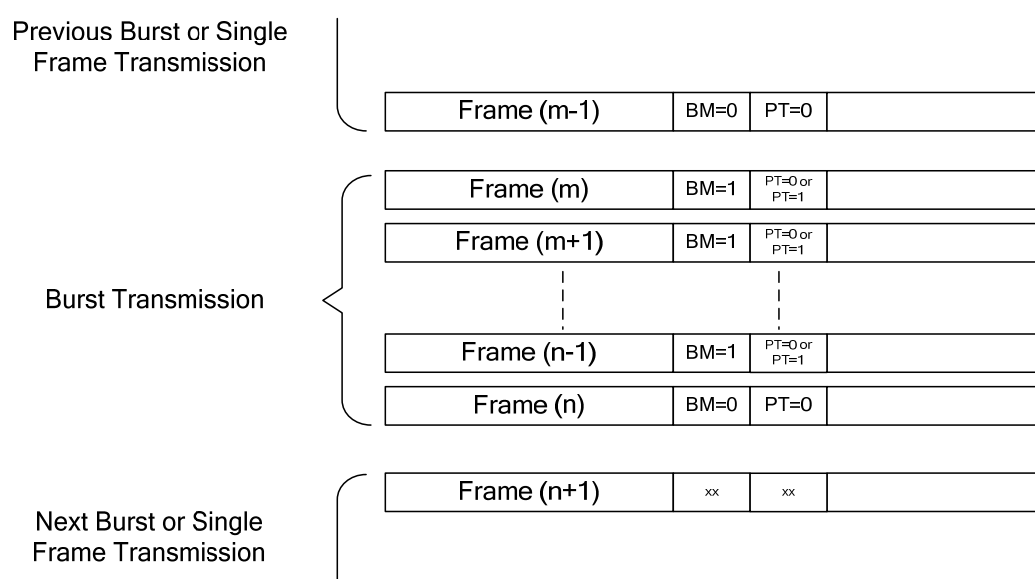 Previous Burst or Single
Frame Transmission
Frame (m-1) BM=0 PT=0
Frame (m) BM=1 PT=0 or
PT=1
Frame (m+1) BM=1 PT=0 or
PT=1
Burst Transmission
Frame (n-1) BM=1 PT=0 or
PT=1
Frame (n) BM=0 PT=0
Frame (n+1) xx xx
Next Burst or Single
Frame Transmission